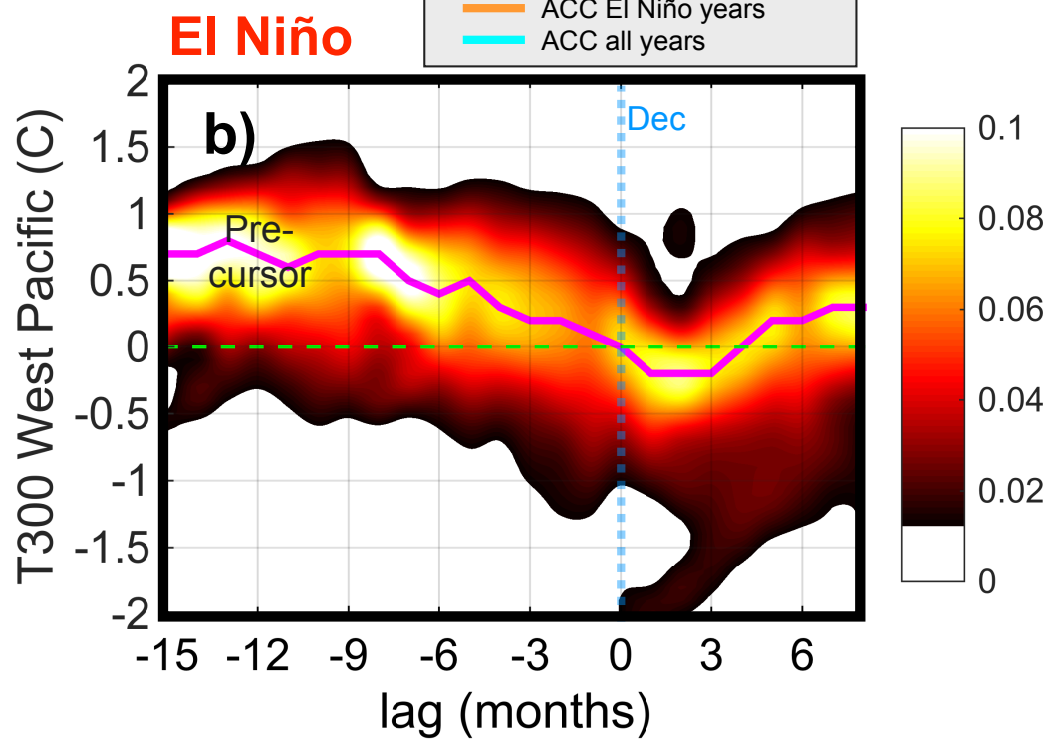 ACC El Niño years
El Niño
ACC all years
2
1.5
1
0.5
0
-0.5
-1
-1.5
-2
T300 West Pacific (C)
b)
Dec
Pre-
cursor
0.1
0.08
0.06
0.04
0.02
0
-15 -12 -9 -6 -3 0 3 6
lag (months)